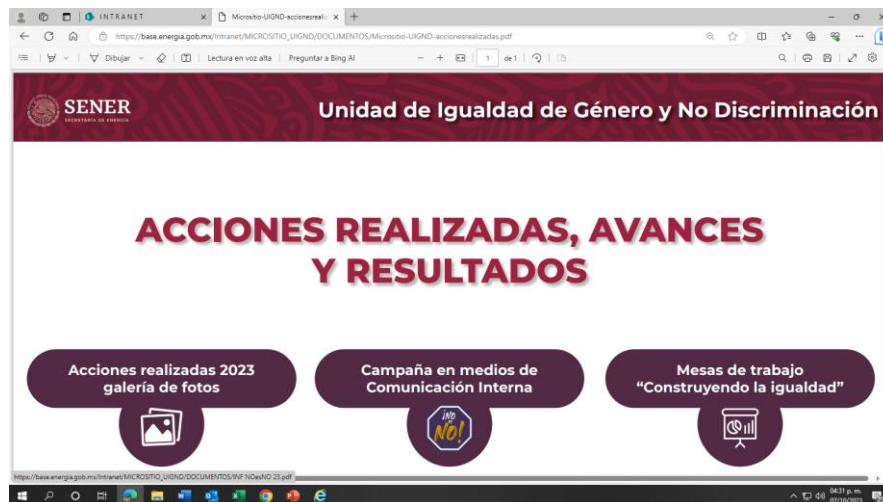 INTRANET
Micrositio-UIGND-accionesreali
https://base.energia.gob.mx/Intranet/MICROSITIO_UIGND/DOCUMENTOS/Micrositio-UIGND-accionesrealizadas.pdf
Dibujar
Lectura en voz alta
Preguntar a Bing AI
1 de 1
SENER
SECRETARÍA DE ENERGÍA
Unidad de Igualdad de Género y No Discriminación
ACCIONES REALIZADAS, AVANCES
Y RESULTADOS
Acciones realizadas 2023
galería de fotos
Campaña en medios de
Comunicación Interna
¡NO
NO!
Mesas de trabajo
“Construyendo la igualdad”
https://base.energia.gob.mx/Intranet/MICROSITIO_UIGND/DOCUMENTOS/INF NOesNO 23.pdf
04:31 p. m.
07/10/2023